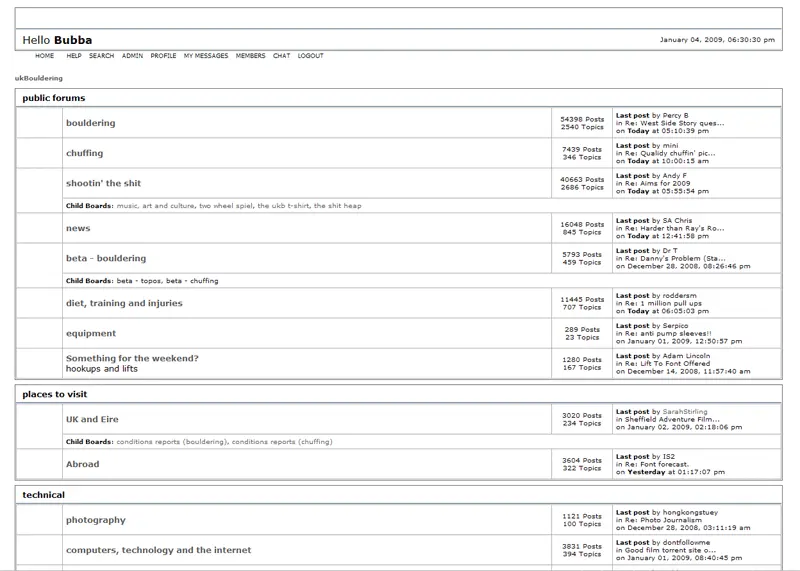 Hello Bubba
January 04, 2009, 06:30:30 pm
HOME HELP SEARCH ADMIN PROFILE MY MESSAGES MEMBERS CHAT LOGOUT
ukBouldering
public forums
bouldering
54398 Posts
2540 Topics
Last post by Percy B
in Re: West Side Story ques...
on Today at 05:10:39 pm
chuffing
7439 Posts
346 Topics
Last post by mini
in Re: Qualidy chuffin' pic...
on Today at 10:00:15 am
shootin' the shit
40663 Posts
2686 Topics
Last post by Andy F
in Re: Aims for 2009
on Today at 05:55:54 pm
Child Boards: music, art and culture, two wheel spiel, the ukb t-shirt, the shit heap
news
16048 Posts
845 Topics
Last post by SA Chris
in Re: Harder than Ray's Ro...
on Today at 12:41:58 pm
beta - bouldering
5793 Posts
459 Topics
Last post by Dr T
in Re: Danny's Problem (Sta...
on December 28, 2008, 08:26:46 pm
Child Boards: beta - topos, beta - chuffing
diet, training and injuries
11445 Posts
707 Topics
Last post by roddersm
in Re: 1 million pull ups
on Today at 06:05:03 pm
equipment
289 Posts
23 Topics
Last post by Serpico
in Re: anti pump sleeves!!
on January 01, 2009, 12:50:57 pm
Something for the weekend?
hookups and lifts
1280 Posts
167 Topics
Last post by Adam Lincoln
in Re: Lift To Font Offered
on December 14, 2008, 11:57:40 am
places to visit
UK and Eire
3020 Posts
234 Topics
Last post by SarahStirling
in Sheffield Adventure Film...
on January 02, 2009, 02:18:06 pm
Child Boards: conditions reports (bouldering), conditions reports (chuffing)
Abroad
3604 Posts
322 Topics
Last post by IS2
in Re: Font forecast.
on Yesterday at 01:17:07 pm
technical
photography
1121 Posts
100 Topics
Last post by hongkongstuey
in Re: Photo Journalism
on December 28, 2008, 03:11:19 am
computers, technology and the internet
3831 Posts
394 Topics
Last post by dontfollowme
in Good film torrent site o...
on January 01, 2009, 08:40:45 pm